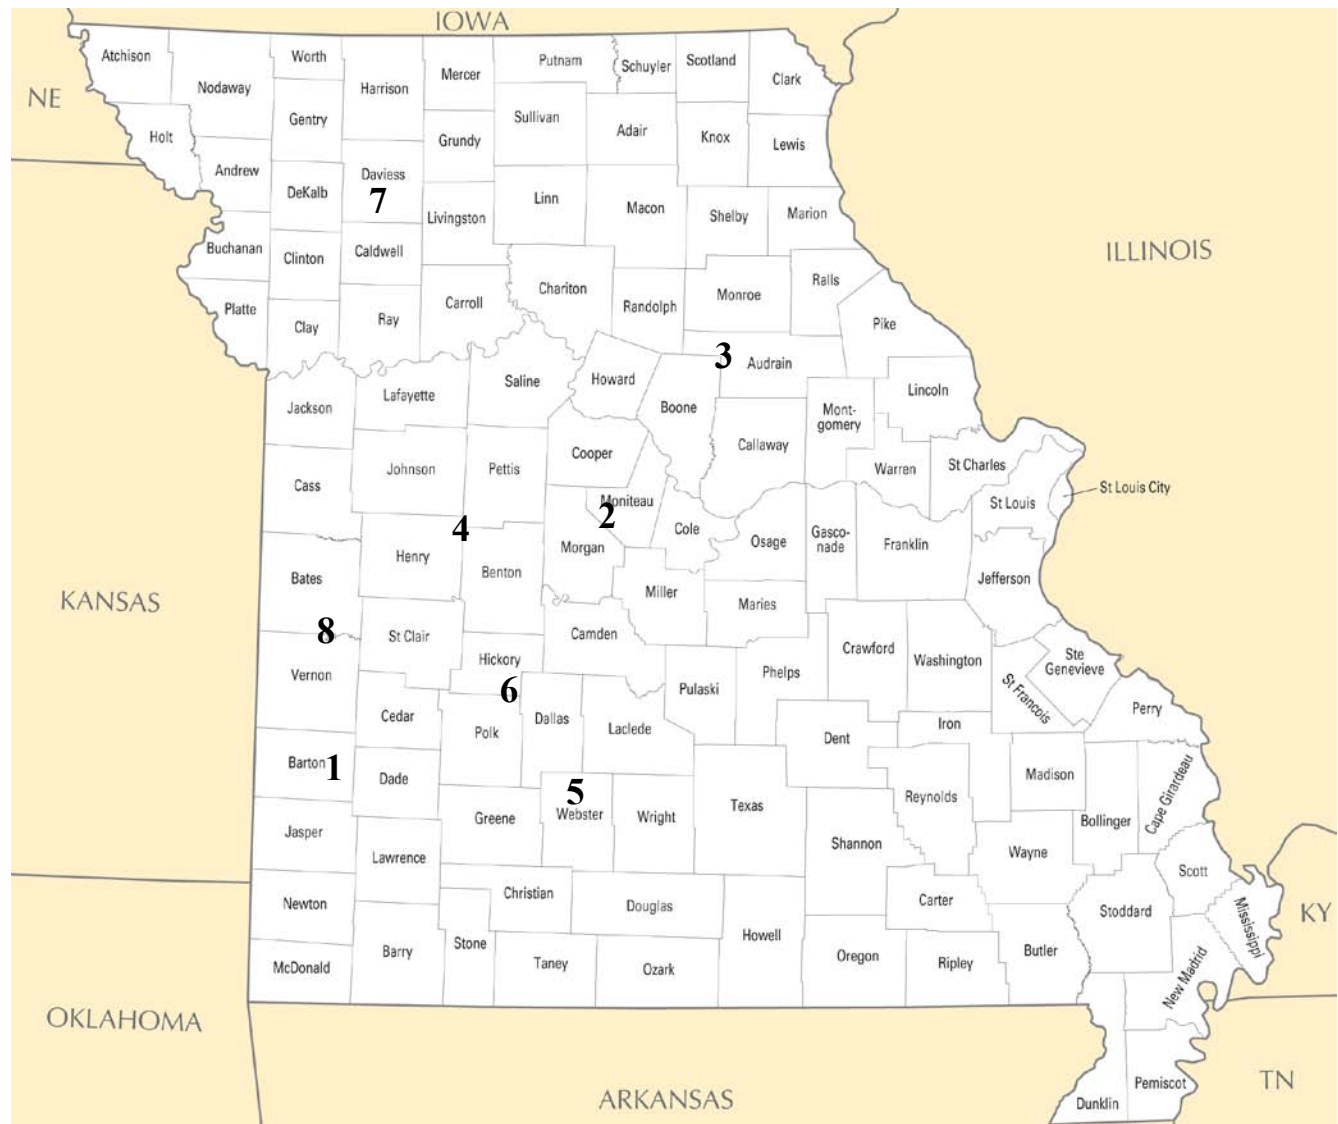 IOWA
Atchison
Worth
Putnam
Schuyler
Scotland
Nodaway
Harrison
Mercer
Clark
NE
Gentry
Sullivan
Adair
Knox
Lewis
Holt
Grundy
Andrew
DeKalb
Daviess
7
Linn
Macon
Shelby
Marion
Livingston
Buchanan
Clinton
Caldwell
ILLINOIS
Chariton
Randolph
Monroe
Ralls
Platte
Clay
Ray
Carroll
Pike
3
Audrain
Howard
Saline
Lafayette
Jackson
Boone
Lincoln
Mont-
gomery
Callaway
Cooper
Johnson
Pettis
Warren
St Charles
Cass
Moniteau
2
St Louis
St Louis City
4
Cole
Osage
Gasco-
nade
Franklin
Morgan
Henry
Benton
Jefferson
Bates
KANSAS
Miller
Maries
8
St Clair
Camden
Hickory
Crawford
Washington
Ste
Genevieve
Vernon
6
Pulaski
Phelps
St Francois
Cedar
Polk
Dallas
Laclede
Iron
Perry
Dent
Barton
1
Dade
5
Webster
Wright
Texas
Reynolds
Madison
Bollinger
Cape Girardeau
Greene
Jasper
Shannon
Wayne
Lawrence
Scott
Newton
Christian
Douglas
Carter
Stoddard
Mississippi
KY
Howell
Barry
Stone
Taney
Ozark
Oregon
Ripley
Butler
New Madrid
McDonald
OKLAHOMA
ARKANSAS
Pemiscot
Dunklin
TN